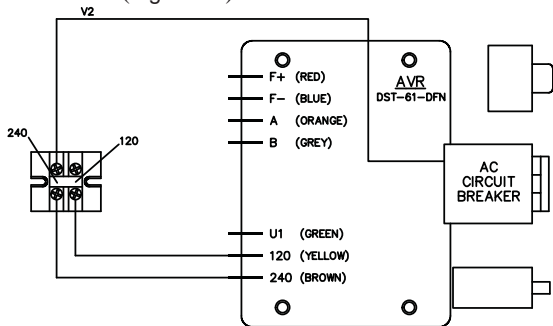 V2
F+ (RED)
F- (BLUE)
A (ORANGE)
B (GREY)
AVR
DST-61-DFN
240
120
AC
CIRCUIT
BREAKER
U1 (GREEN)
120 (YELLOW)
240 (BROWN)